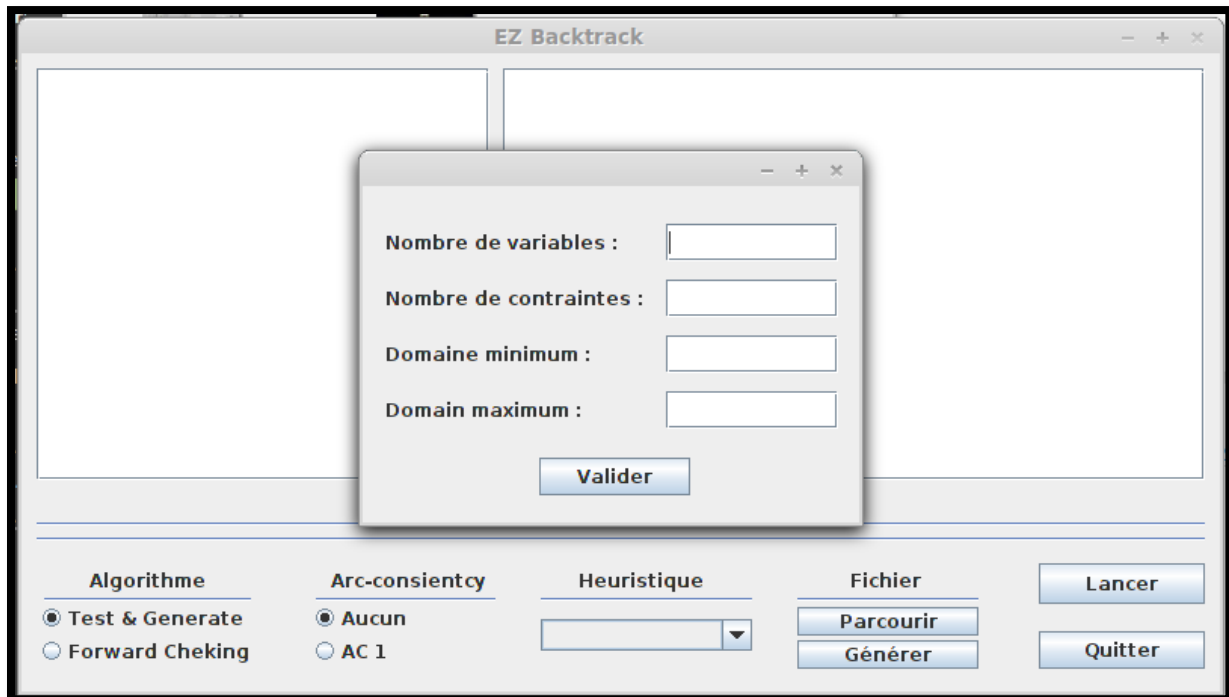 EZ Backtrack
Nombre de variables :
Nombre de contraintes :
Domaine minimum :
Domain maximum :
Valider
Algorithme
Test & Generate
Forward Cheking
Arc-consientcy
Aucun
AC 1
Heuristique
Fichier
Parcourir
Générer
Lancer
Quitter